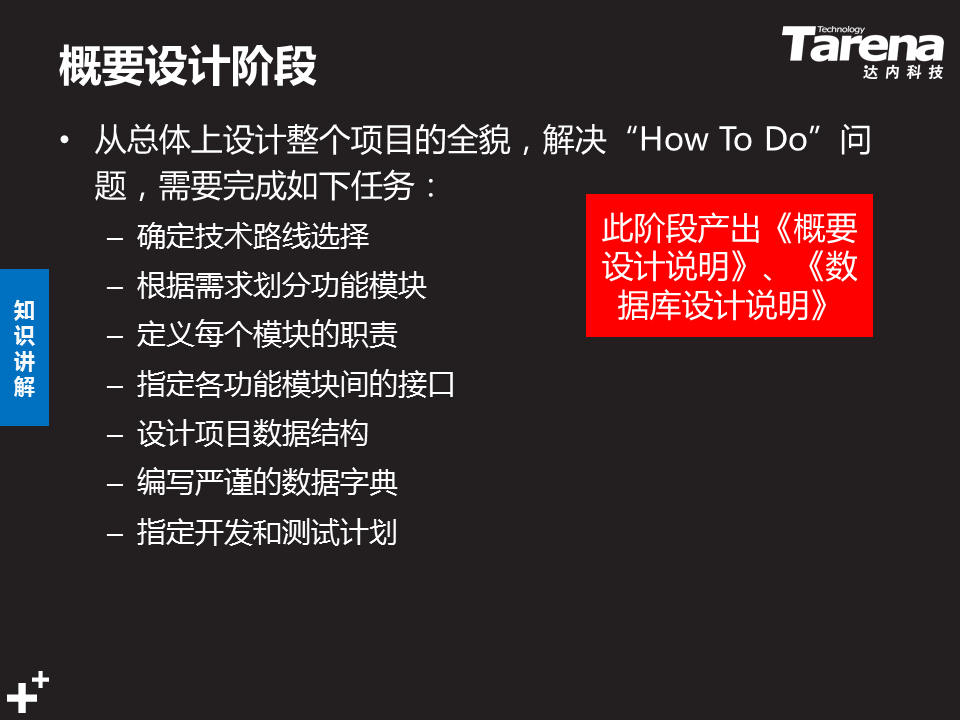 概要设计阶段
Technology
Tarena
达内科技
• 从总体上设计整个项目的全貌，解决“How To Do”问
题，需要完成如下任务：
– 确定技术路线选择
– 根据需求划分功能模块
– 定义每个模块的职责
– 指定各功能模块间的接口
– 设计项目数据结构
– 编写严谨的数据字典
– 指定开发和测试计划
此阶段产出《概要
设计说明》、《数
据库设计说明》
知
识
讲
解